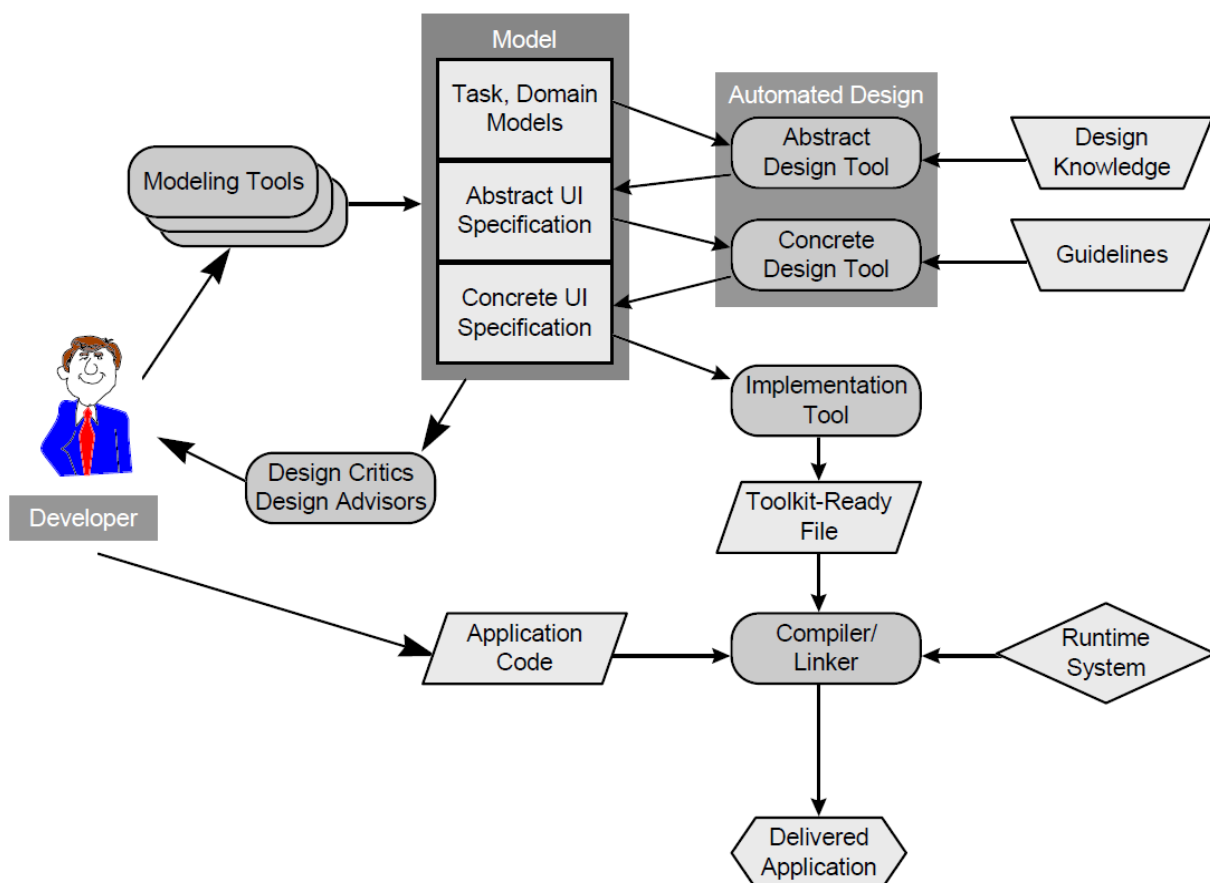 Model
Task, Domain
Models
Automated Design
Abstract
Design Tool
Design
Knowledge
Modeling Tools
Abstract UI
Specification
Concrete
Design Tool
Guidelines
Concrete UI
Specification
Implementation
Tool
Design Critics
Design Advisors
Developer
Toolkit-Ready
File
Application
Code
Compiler/
Linker
Runtime
System
Delivered
Application